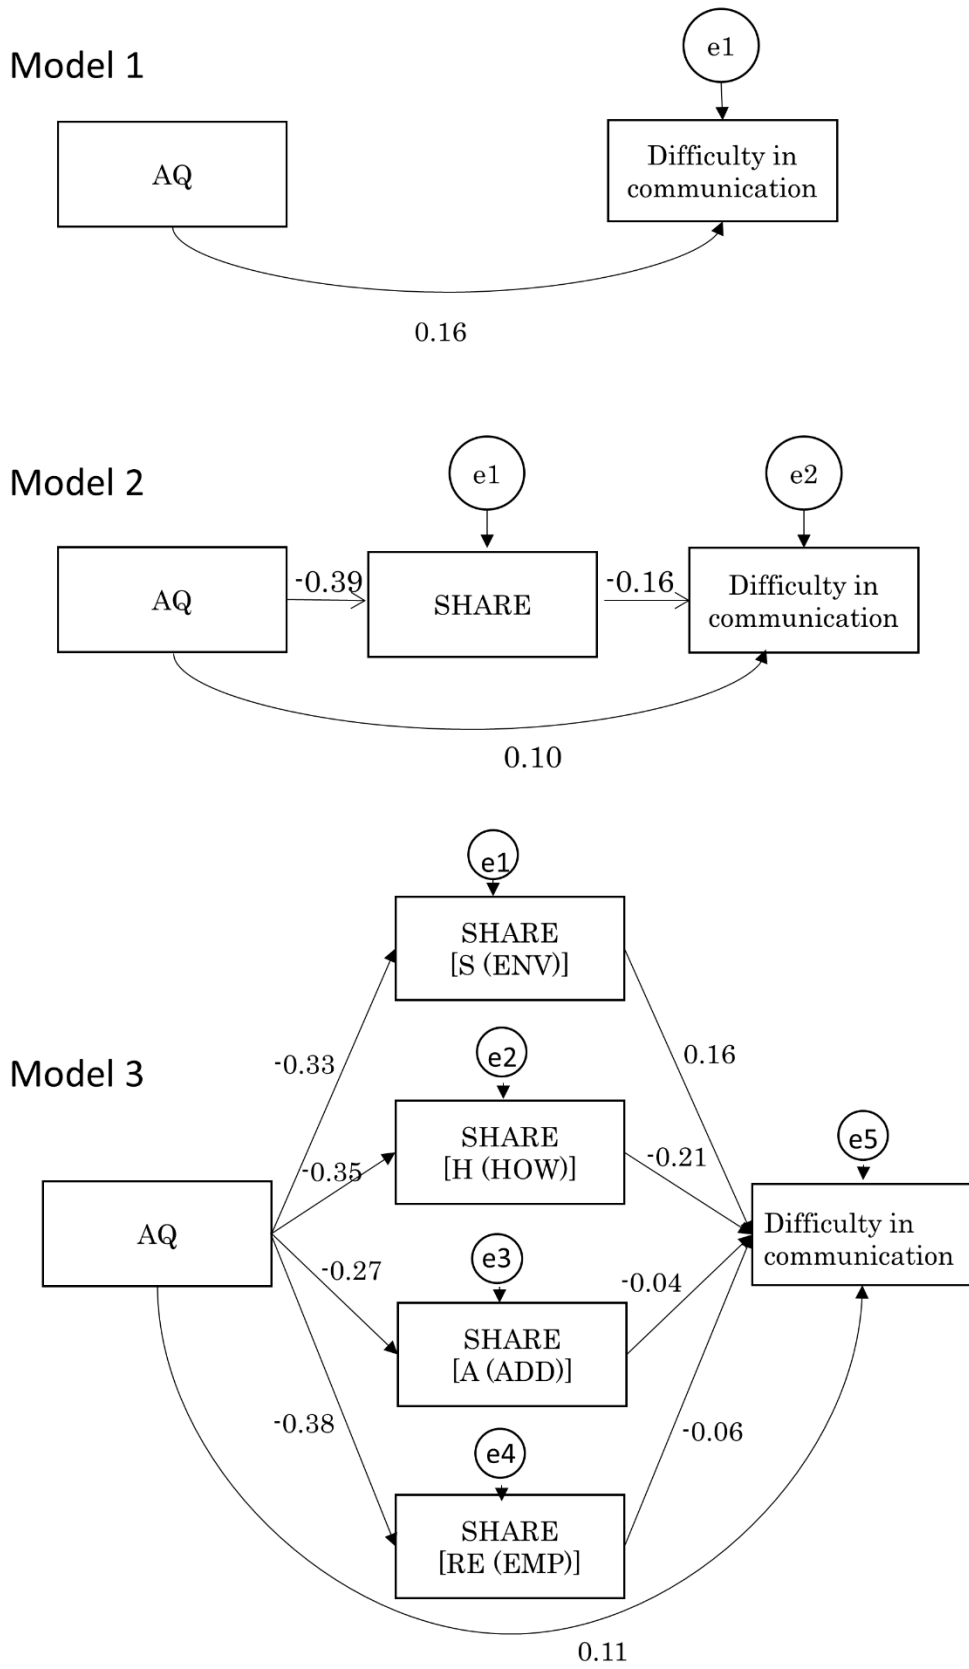 Model 1
e1
AQ
Difficulty in
communication
0.16
Model 2
e1
e2
AQ
-0.39
SHARE
-0.16
Difficulty in
communication
0.10
Model 3
e1
SHARE
[S (ENV)]
-0.33
0.16
e2
SHARE
[H (HOW)]
-0.35
-0.21
e5
AQ
Difficulty in
communication
e3
-0.27
-0.04
SHARE
[A (ADD)]
-0.38
-0.06
e4
SHARE
[RE (EMP)]
0.11